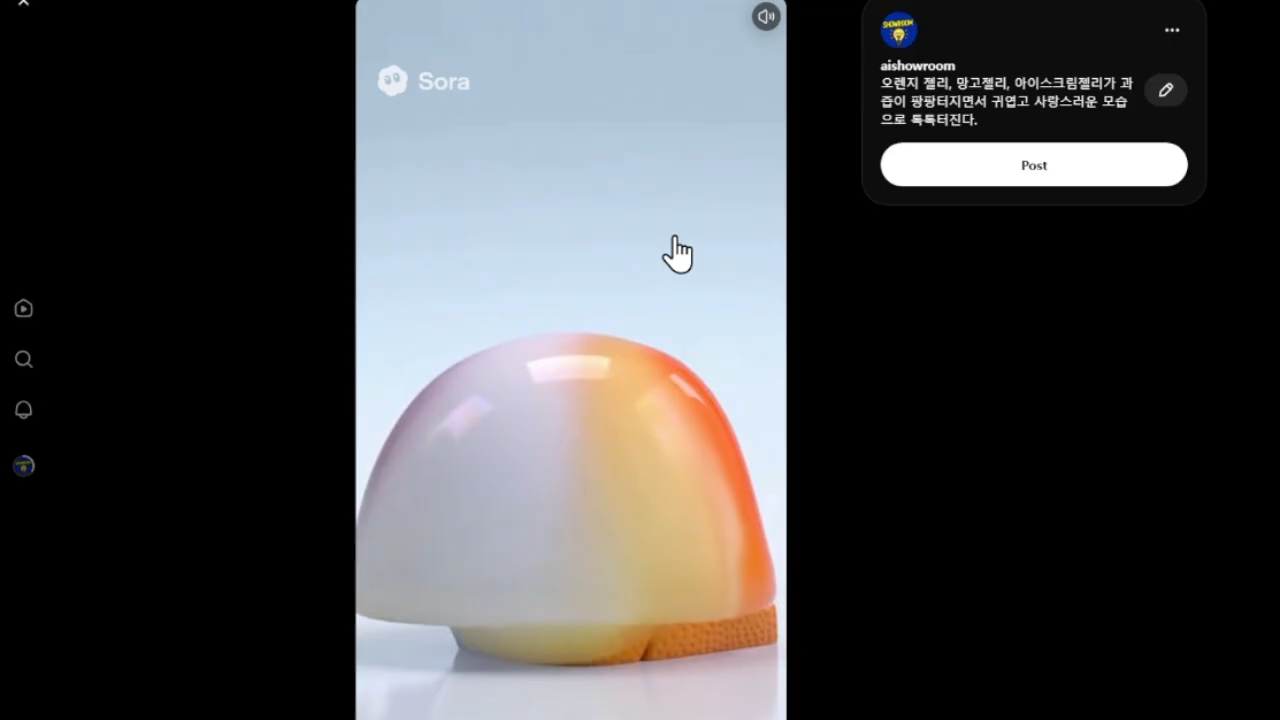 Sora
SHOWROOM
aishowroom
오렌지 젤리, 망고젤리, 아이스크림젤리가 과
즙이 팡팡터지면서 귀엽고 사랑스러운 모습
으로 톡톡터진다.
Post